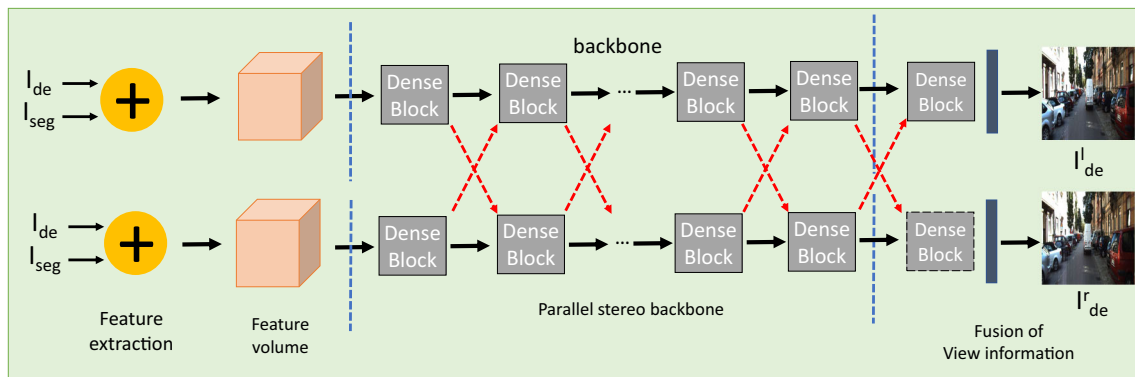 backbone
I_de
I_seg
Dense Block
Dense Block
...
Dense Block
Dense Block
Dense Block
I^l_de
I_de
I_seg
Dense Block
Dense Block
...
Dense Block
Dense Block
Dense Block
I^r_de
Feature extraction
Feature volume
Parallel stereo backbone
Fusion of View information